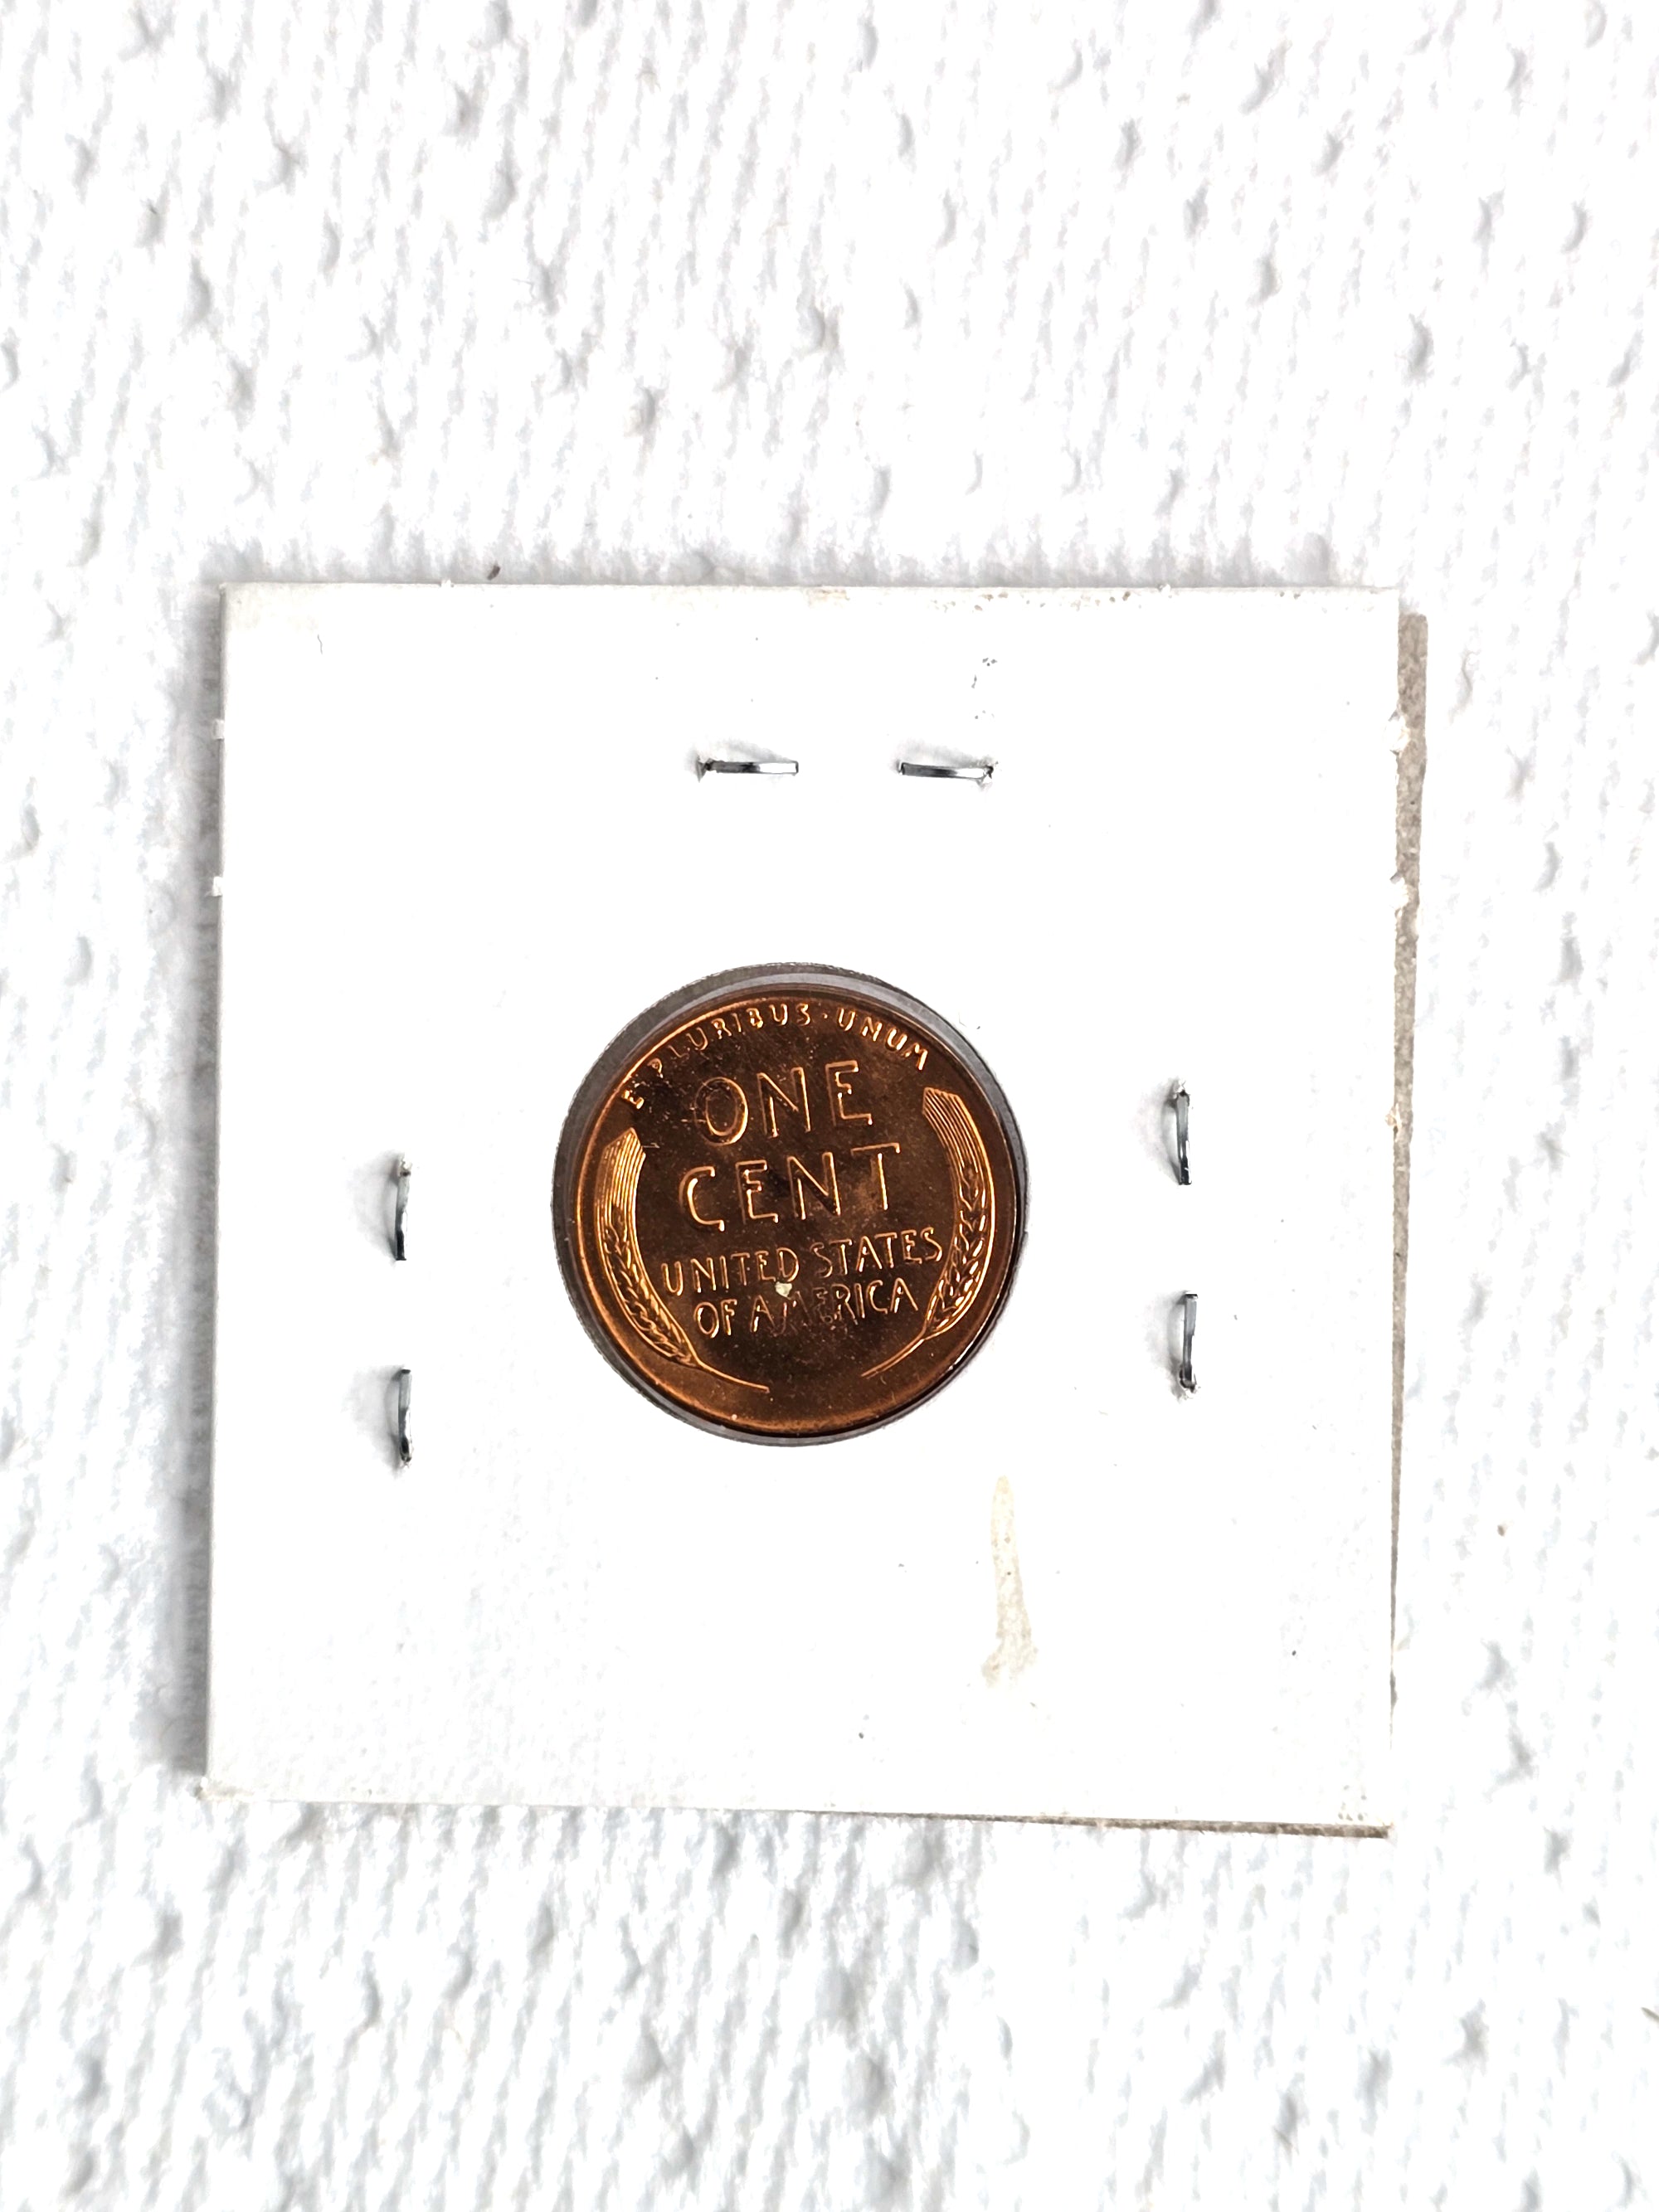 E·PLURIBUS·UNUM
ONE
CENT
UNITED STATES
OF AMERICA